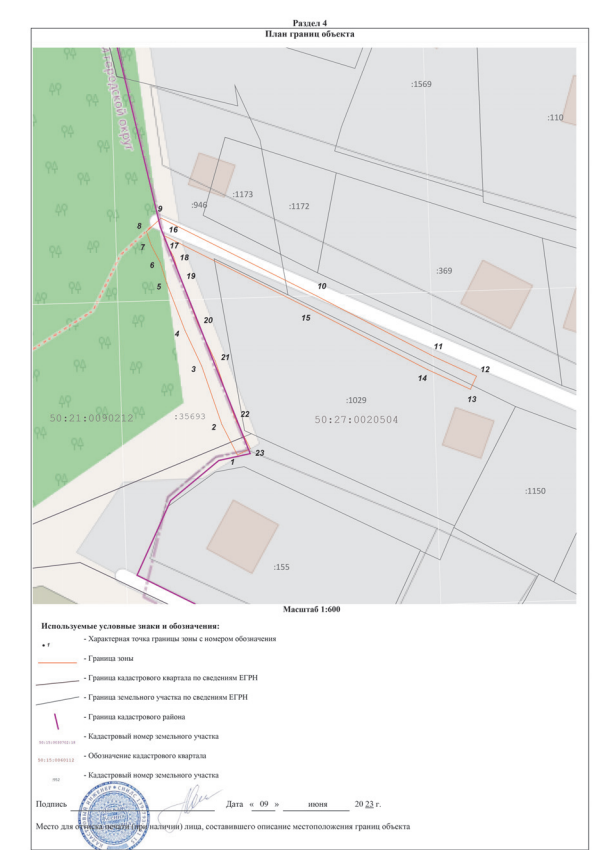 Раздел 4
План границ объекта
городской округ
:1569
:110
:1173
:946
:1172
9
8
16
7
17
18
6
19
:369
5
10
15
20
4
11
21
3
12
14
13
:1029
50:21:0090212
:35693
22
50:27:0020504
2
23
1
:1150
:155
Масштаб 1:600
Используемые условные знаки и обозначения:
- Характерная точка границы зоны с номером обозначения
- Граница зоны
- Граница кадастрового квартала по сведениям ЕГРН
- Граница земельного участка по сведениям ЕГРН
- Граница кадастрового района
- Кадастровый номер земельного участка
50:15:0090112 - Обозначение кадастрового квартала
- Кадастровый номер земельного участка
Подпись Дата « 09 » июня 20 23 г.
Место для оттиска печати (при наличии) лица, составившего описание местоположения границ объекта